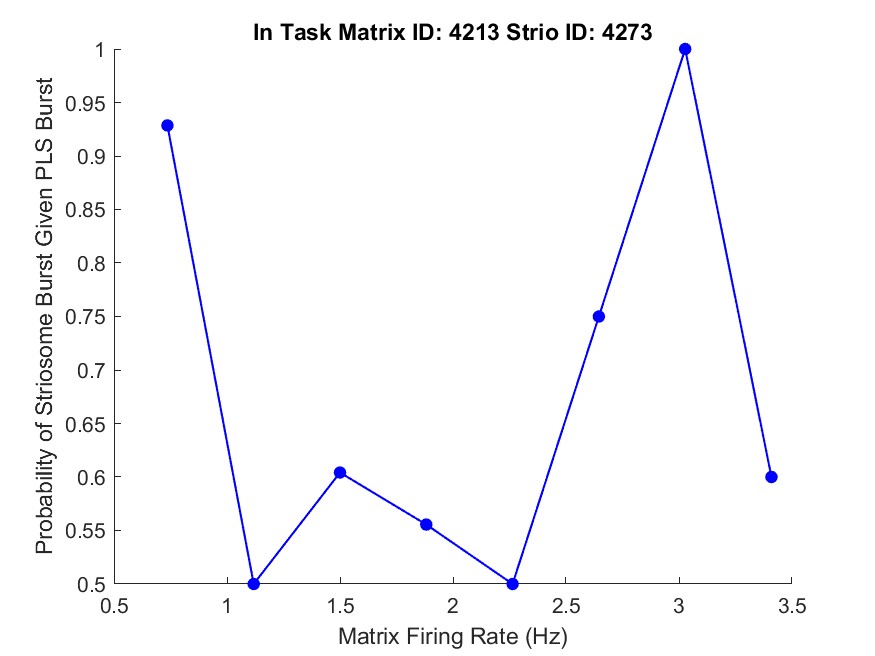 In Task Matrix ID: 4213 Strio ID: 4273
Probability of Striosome Burst Given PLS Burst
1
0.95
0.9
0.85
0.8
0.75
0.7
0.65
0.6
0.55
0.5
0.5 1 1.5 2 2.5 3 3.5
Matrix Firing Rate (Hz)